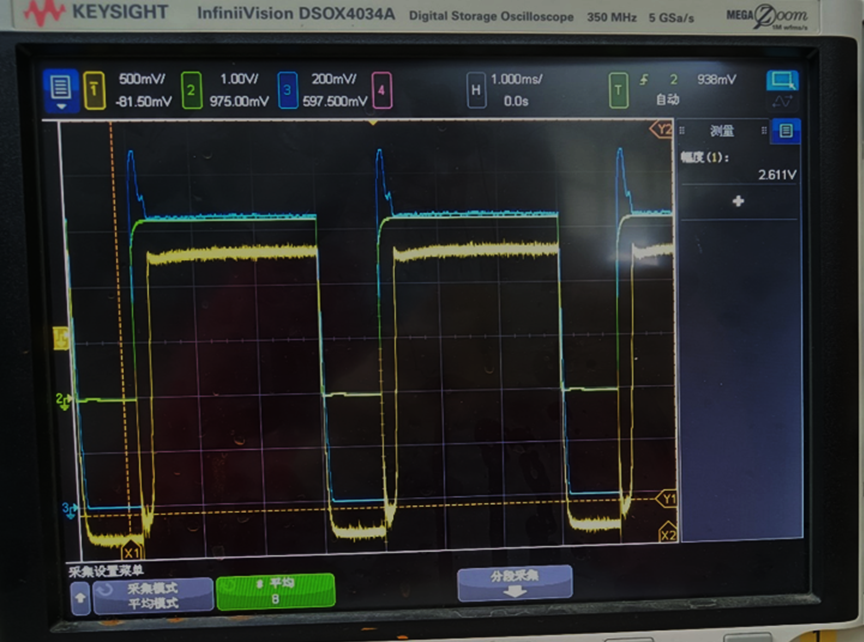 KEYSIGHT InfiniiVision DSOX4034A Digital Storage Oscilloscope 350 MHz 5 GSa/s MEGA Zoom
1 500mV/ 2 1.00V/ 3 200mV/ 4 H 1.000ms/ T 2 938mV
-81.50mV 975.00mV 597.500mV 0.0s 自动
Y2 测量
幅度(1):
2.611V
2
3
Y1
X1 X2
采集设置菜单
采集模式 平均 分段采集
平均模式 8